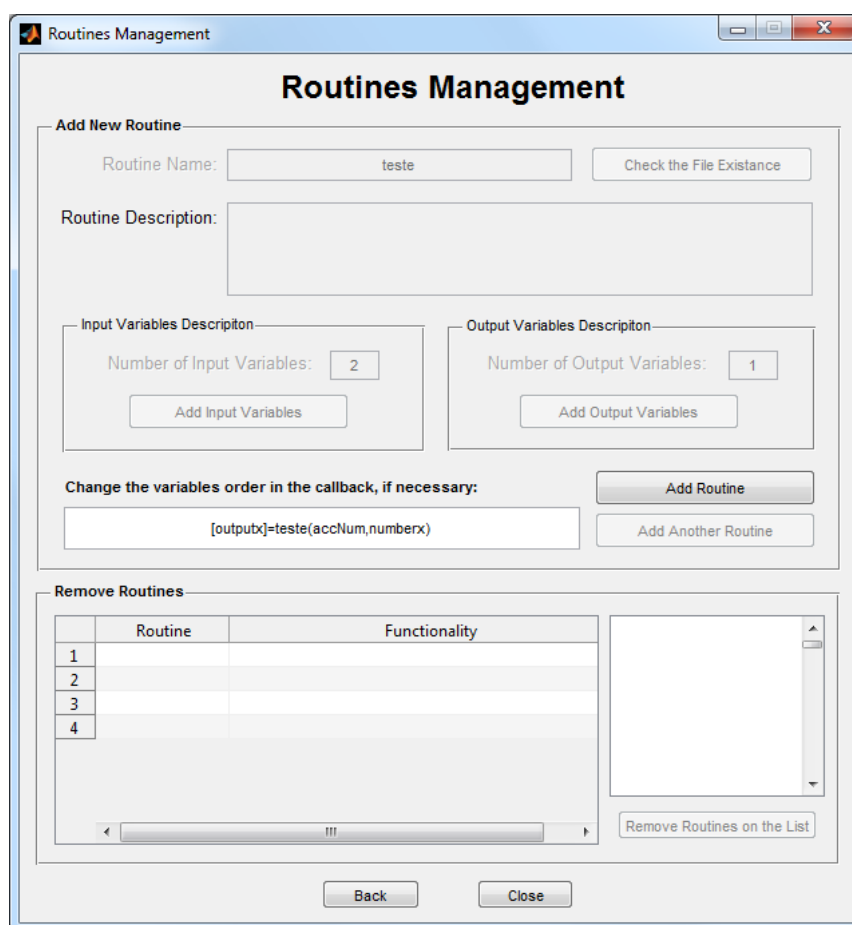 Routines Management
Routines Management
Add New Routine
Routine Name: teste Check the File Existance
Routine Description:
Input Variables Descripiton Output Variables Descripiton
Number of Input Variables: 2 Number of Output Variables: 1
Add Input Variables Add Output Variables
Change the variables order in the callback, if necessary: Add Routine
[outputx]=teste(accNum,numberx) Add Another Routine
Remove Routines
Routine Functionality
1
2
3
4
Remove Routines on the List
Back Close